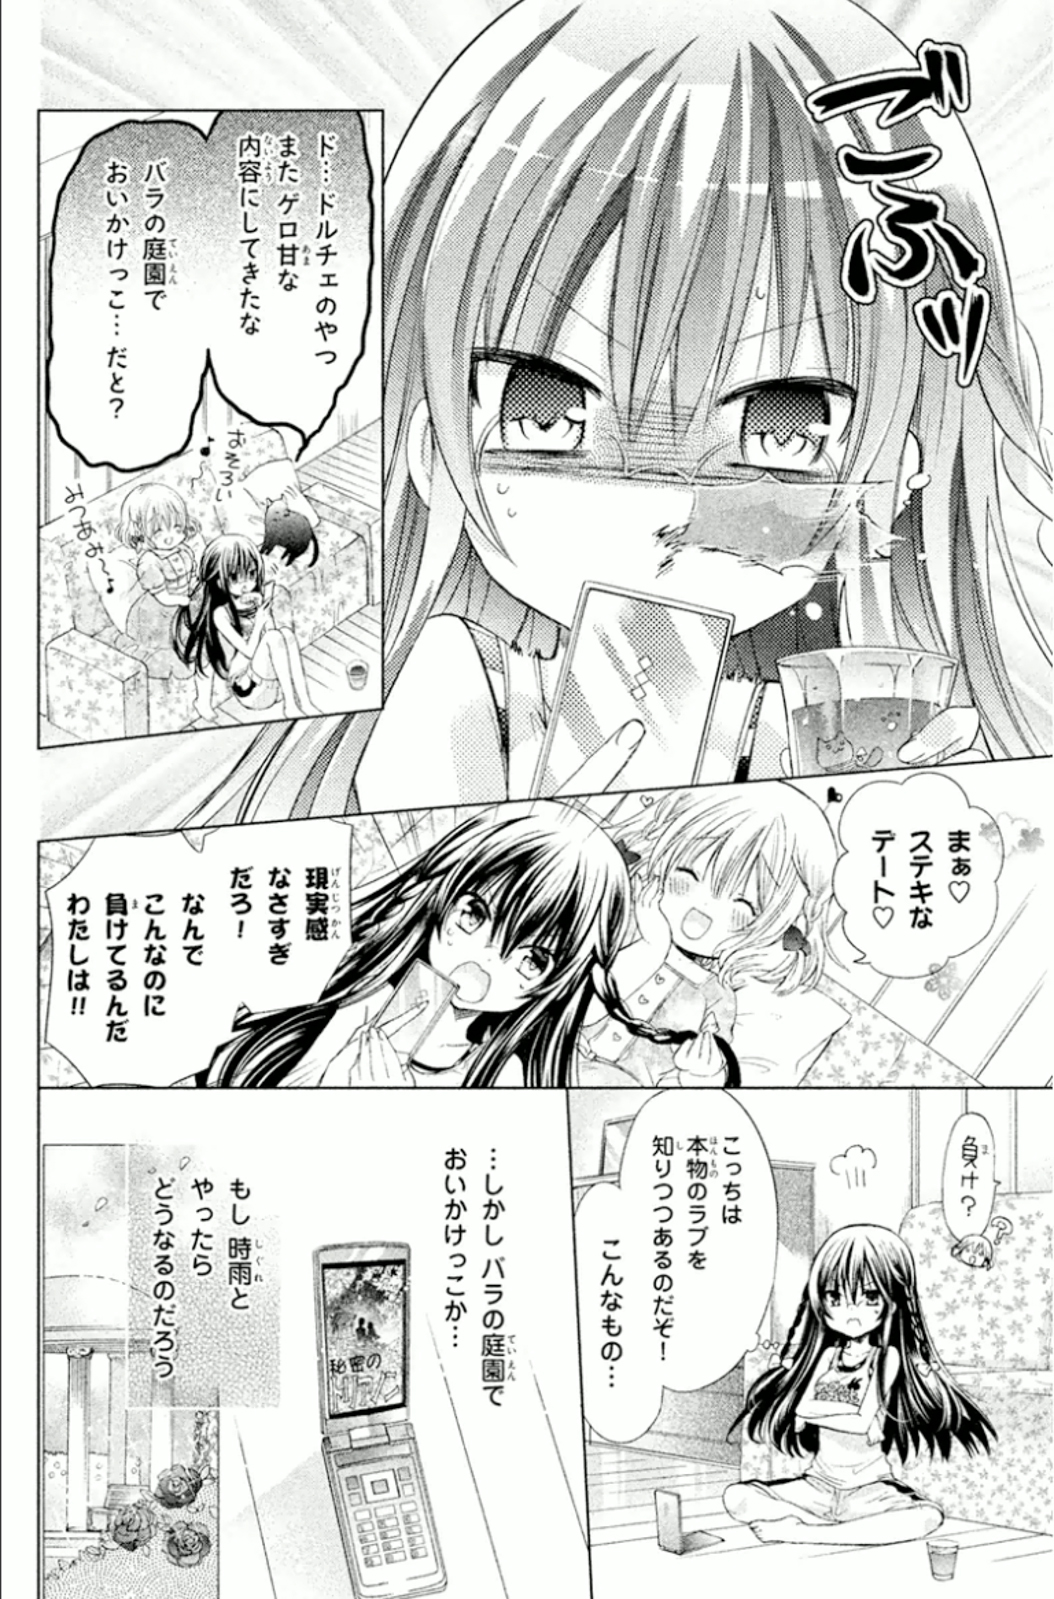 ブごふッ
ド…ドルチェのやつ
また ゲロ甘な
内容にしてきたな
バラの庭園で
おいかけっこ…だと?
おそろい
みつあみ〜♪
まぁ♡
ステキな
デート♡
現実感
なさすぎ
だろ!
なんで
こんなのに
負けてるんだ
わたしは!!
負け?
こっちは
本物のラブを
知りつつあるのだぞ!
こんなもの…
…しかし バラの庭園で
おいかけっこか…
秘密の
トリアノン
もし 時雨と
やったら
どうなるのだろう